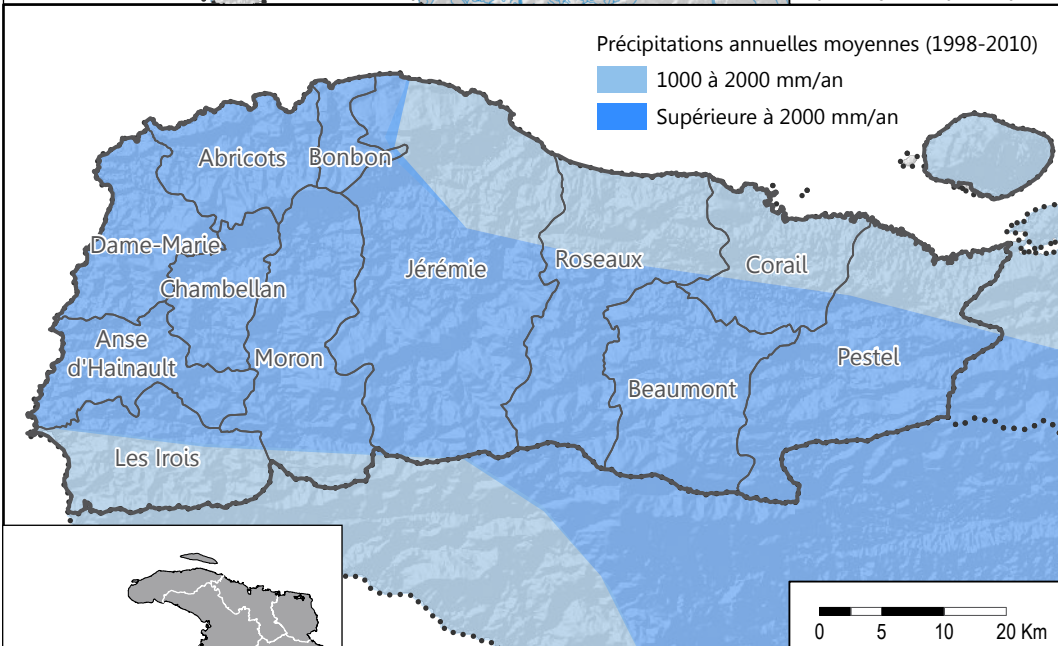 Précipitations annuelles moyennes (1998-2010)
1000 à 2000 mm/an
Supérieure à 2000 mm/an
Abricots
Bonbon
Dame-Marie
Chambellan
Jérémie
Roseaux
Corail
Anse
d'Hainault
Moron
Beaumont
Pestel
Les Irois
0 5 10 20 Km